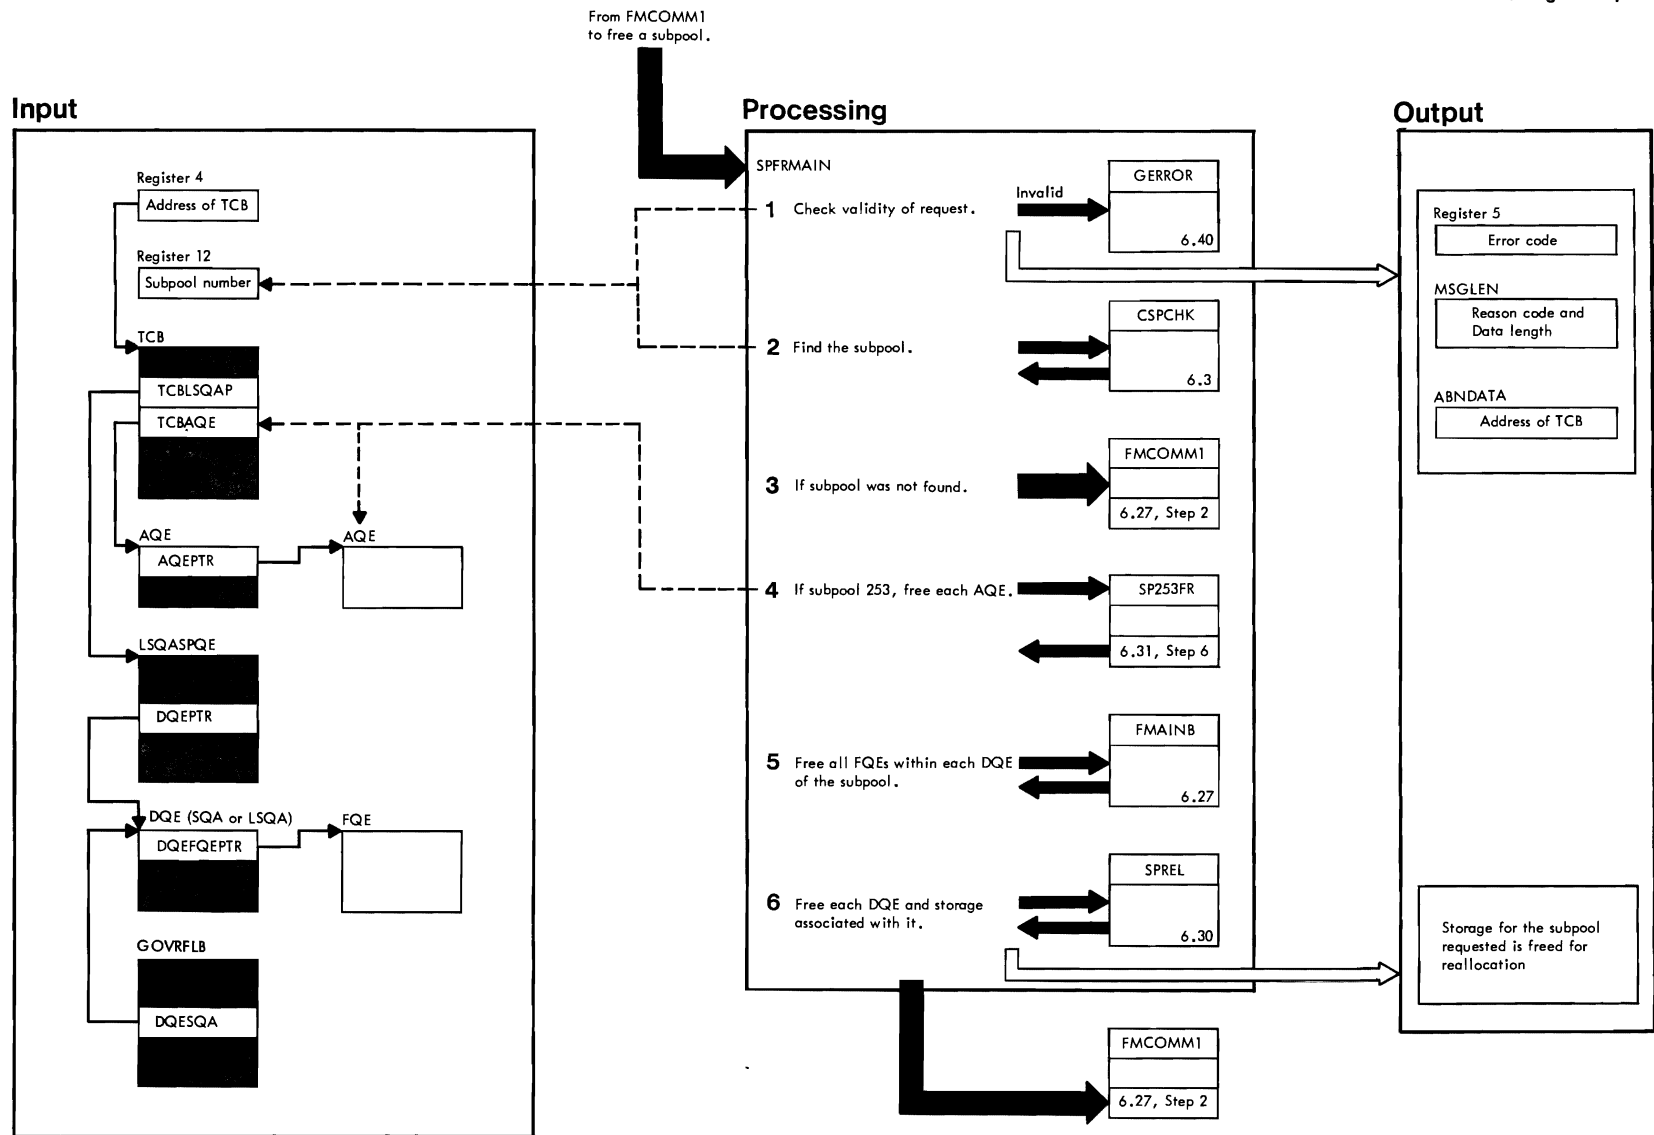 From FMCOMM1
to free a subpool.
Input
Register 4
Address of TCB
Register 12
Subpool number
TCB
TCBLSQAP
TCBAQE
AQE
AQEPTR
AQE
LSQASPQE
DQEPTR
DQE (SQA or LSQA)
DQEFQEPTR
FQE
GOVRFLB
DQESQA
Processing
SPFRMAIN
1 Check validity of request.
Invalid
GERROR
6.40
2 Find the subpool.
CSPCHK
6.3
3 If subpool was not found.
FMCOMM1
6.27, Step 2
4 If subpool 253, free each AQE.
SP253FR
6.31, Step 6
5 Free all FQEs within each DQE
of the subpool.
FMAINB
6.27
6 Free each DQE and storage
associated with it.
SPREL
6.30
FMCOMM1
6.27, Step 2
Output
Register 5
Error code
MSGLEN
Reason code and
Data length
ABNDATA
Address of TCB
Storage for the subpool
requested is freed for
reallocation